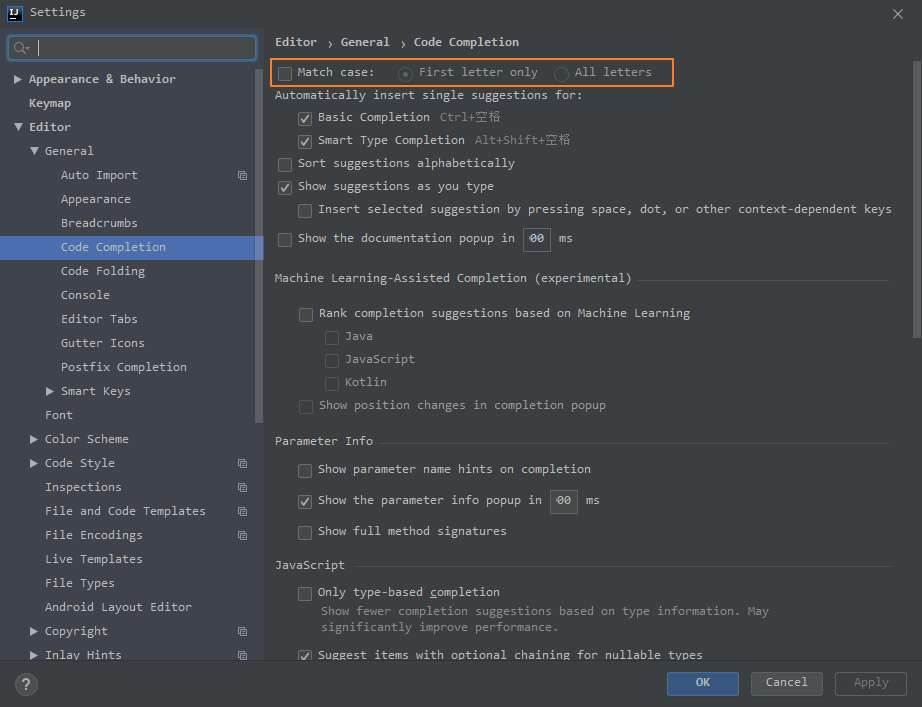 IJ Settings
Appearance & Behavior
Keymap
Editor
General
Auto Import
Appearance
Breadcrumbs
Code Completion
Code Folding
Console
Editor Tabs
Gutter Icons
Postfix Completion
Smart Keys
Font
Color Scheme
Code Style
Inspections
File and Code Templates
File Encodings
Live Templates
File Types
Android Layout Editor
Copyright
Inlay Hints
?
Editor › General › Code Completion
Match case: First letter only All letters
Automatically insert single suggestions for:
Basic Completion Ctrl+空格
Smart Type Completion Alt+Shift+空格
Sort suggestions alphabetically
Show suggestions as you type
Insert selected suggestion by pressing space, dot, or other context-dependent keys
Show the documentation popup in 00 ms
Machine Learning-Assisted Completion (experimental)
Rank completion suggestions based on Machine Learning
Java
JavaScript
Kotlin
Show position changes in completion popup
Parameter Info
Show parameter name hints on completion
Show the parameter info popup in 00 ms
Show full method signatures
JavaScript
Only type-based completion
Show fewer completion suggestions based on type information. May
significantly improve performance.
Suggest items with optional chaining for nullable types
OK Cancel Apply